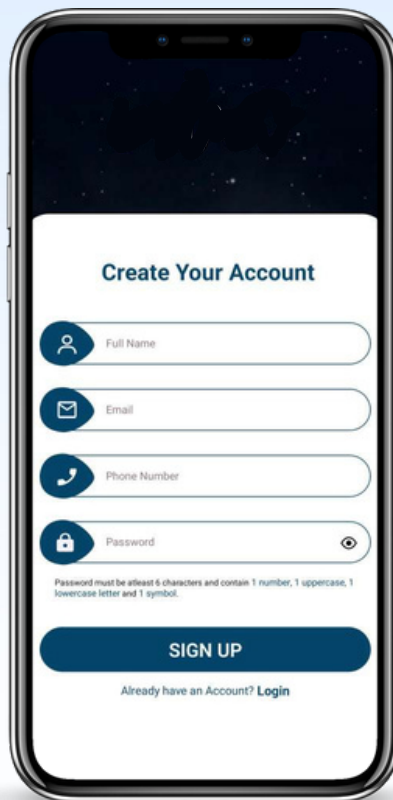 Create Your Account
Full Name
Email
Phone Number
Password
Password must be atleast 6 characters and contain 1 number, 1 uppercase, 1
lowercase letter and 1 symbol.
SIGN UP
Already have an Account? Login